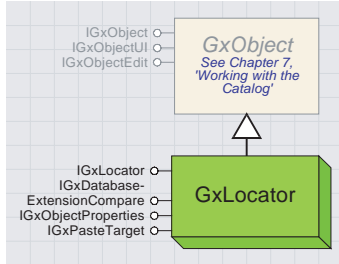 IGxObject
IGxObjectUI
IGxObjectEdit
GxObject
See Chapter 7,
'Working with the
Catalog'
IGxLocator
IGxDatabase-
ExtensionCompare
IGxObjectProperties
IGxPasteTarget
GxLocator